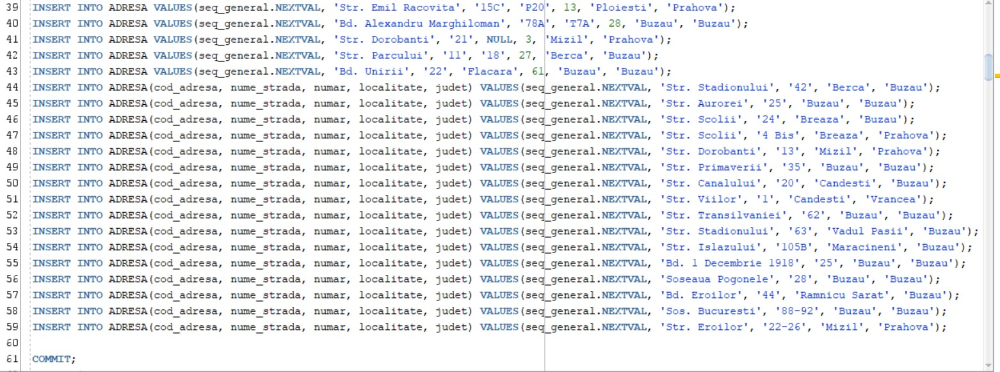 39 INSERT INTO ADRESA VALUES(seq_general.NEXTVAL, 'Str. Emil Racovita', '15C', 'P20', 13, 'Ploiesti', 'Prahova');
40 INSERT INTO ADRESA VALUES(seq_general.NEXTVAL, 'Bd. Alexandru Marghiloman', '78A', 'T7A', 28, 'Buzau', 'Buzau');
41 INSERT INTO ADRESA VALUES(seq_general.NEXTVAL, 'Str. Dorobanti', '21', NULL, 3, 'Mizil', 'Prahova');
42 INSERT INTO ADRESA VALUES(seq_general.NEXTVAL, 'Str. Parcului', '11', '18', 27, 'Berca', 'Buzau');
43 INSERT INTO ADRESA VALUES(seq_general.NEXTVAL, 'Bd. Unirii', '22', 'Flacara', 61, 'Buzau', 'Buzau');
44 INSERT INTO ADRESA(cod_adresa, nume_strada, numar, localitate, judet) VALUES(seq_general.NEXTVAL, 'Str. Stadionului', '42', 'Berca', 'Buzau');
45 INSERT INTO ADRESA(cod_adresa, nume_strada, numar, localitate, judet) VALUES(seq_general.NEXTVAL, 'Str. Aurorei', '25', 'Buzau', 'Buzau');
46 INSERT INTO ADRESA(cod_adresa, nume_strada, numar, localitate, judet) VALUES(seq_general.NEXTVAL, 'Str. Scolii', '24', 'Breaza', 'Buzau');
47 INSERT INTO ADRESA(cod_adresa, nume_strada, numar, localitate, judet) VALUES(seq_general.NEXTVAL, 'Str. Scolii', '4 Bis', 'Breaza', 'Prahova');
48 INSERT INTO ADRESA(cod_adresa, nume_strada, numar, localitate, judet) VALUES(seq_general.NEXTVAL, 'Str. Dorobanti', '13', 'Mizil', 'Prahova');
49 INSERT INTO ADRESA(cod_adresa, nume_strada, numar, localitate, judet) VALUES(seq_general.NEXTVAL, 'Str. Primaverii', '35', 'Buzau', 'Buzau');
50 INSERT INTO ADRESA(cod_adresa, nume_strada, numar, localitate, judet) VALUES(seq_general.NEXTVAL, 'Str. Canalului', '20', 'Candesti', 'Buzau');
51 INSERT INTO ADRESA(cod_adresa, nume_strada, numar, localitate, judet) VALUES(seq_general.NEXTVAL, 'Str. Viilor', '1', 'Candesti', 'Vrancea');
52 INSERT INTO ADRESA(cod_adresa, nume_strada, numar, localitate, judet) VALUES(seq_general.NEXTVAL, 'Str. Transilvaniei', '62', 'Buzau', 'Buzau');
53 INSERT INTO ADRESA(cod_adresa, nume_strada, numar, localitate, judet) VALUES(seq_general.NEXTVAL, 'Str. Stadionului', '63', 'Vadul Pasii', 'Buzau');
54 INSERT INTO ADRESA(cod_adresa, nume_strada, numar, localitate, judet) VALUES(seq_general.NEXTVAL, 'Str. Islazului', '105B', 'Maracineni', 'Buzau');
55 INSERT INTO ADRESA(cod_adresa, nume_strada, numar, localitate, judet) VALUES(seq_general.NEXTVAL, 'Bd. 1 Decembrie 1918', '25', 'Buzau', 'Buzau');
56 INSERT INTO ADRESA(cod_adresa, nume_strada, numar, localitate, judet) VALUES(seq_general.NEXTVAL, 'Soseaua Pogonele', '28', 'Buzau', 'Buzau');
57 INSERT INTO ADRESA(cod_adresa, nume_strada, numar, localitate, judet) VALUES(seq_general.NEXTVAL, 'Bd. Eroilor', '44', 'Ramnicu Sarat', 'Buzau');
58 INSERT INTO ADRESA(cod_adresa, nume_strada, numar, localitate, judet) VALUES(seq_general.NEXTVAL, 'Sos. Bucuresti', '88-92', 'Buzau', 'Buzau');
59 INSERT INTO ADRESA(cod_adresa, nume_strada, numar, localitate, judet) VALUES(seq_general.NEXTVAL, 'Str. Eroilor', '22-26', 'Mizil', 'Prahova');
60
61 COMMIT;